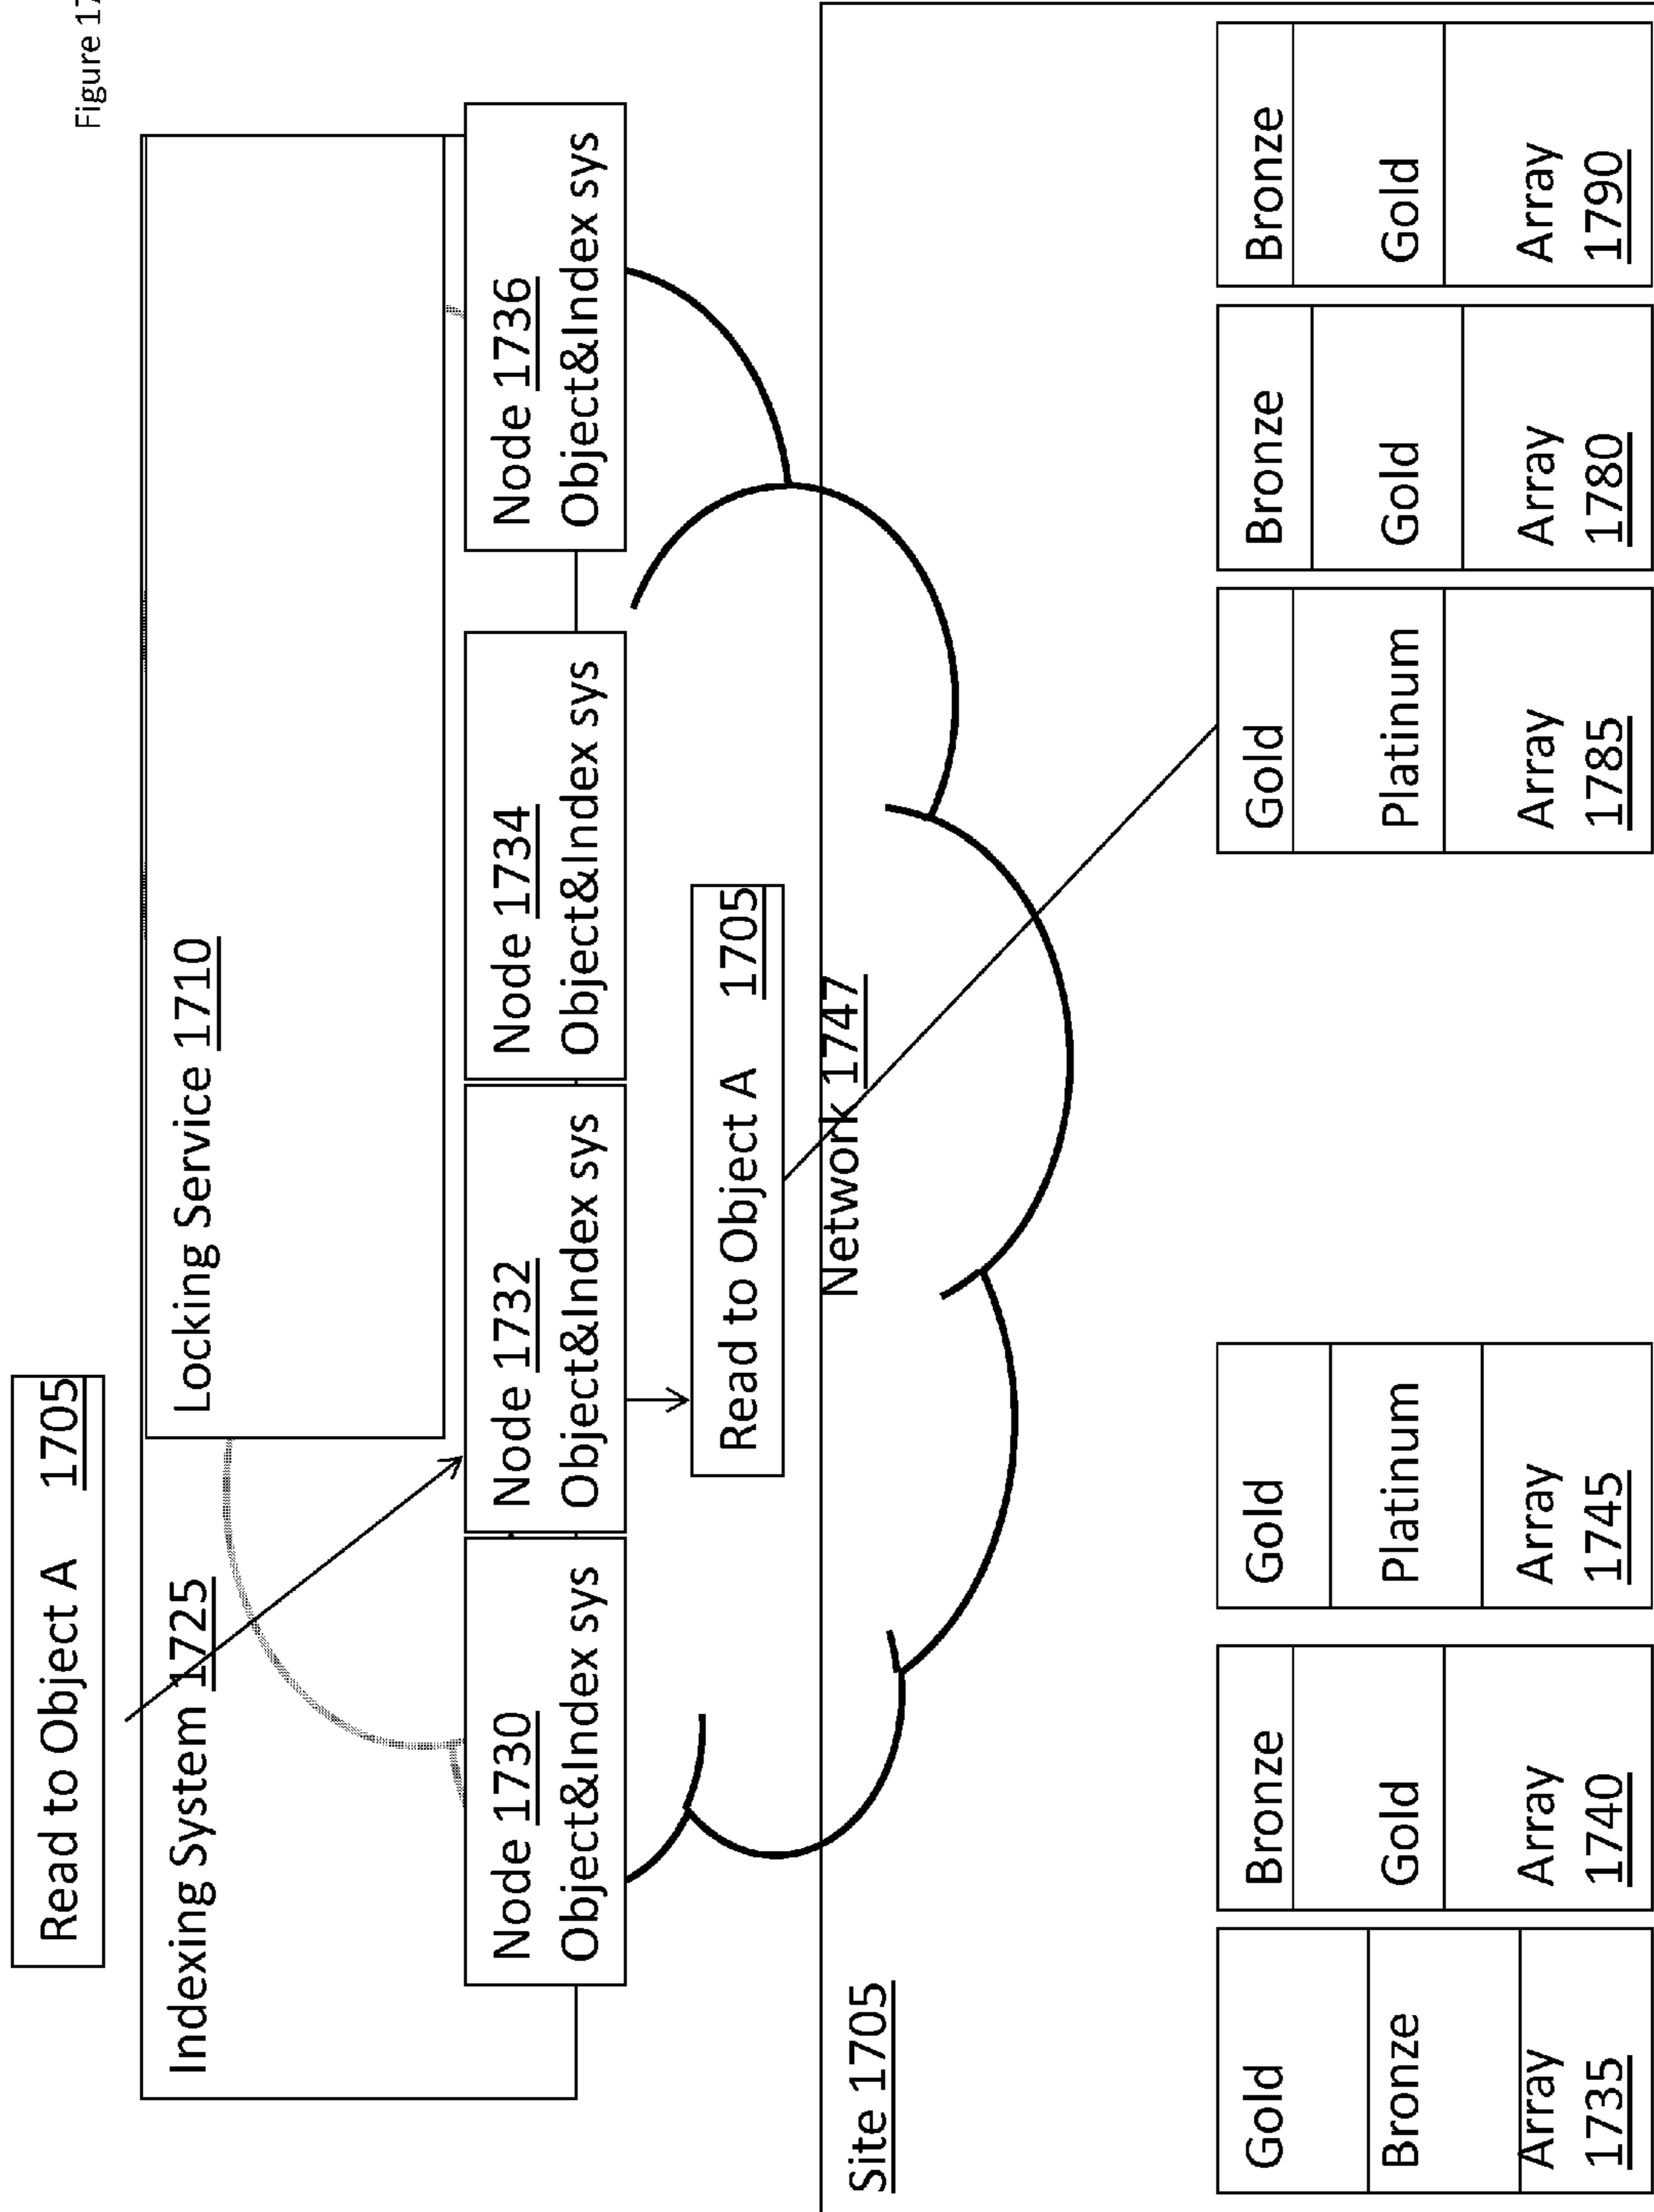 Figure 17
Read to Object A 1705
Indexing System 1725
Locking Service 1710
Node 1730
Object&Index sys
Node 1732
Object&Index sys
Node 1734
Object&Index sys
Node 1736
Object&Index sys
Read to Object A 1705
Network 1747
Site 1705
Gold
Bronze
Array
1735
Bronze
Gold
Array
1740
Gold
Platinum
Array
1745
Gold
Platinum
Array
1785
Bronze
Gold
Array
1780
Bronze
Gold
Array
1790